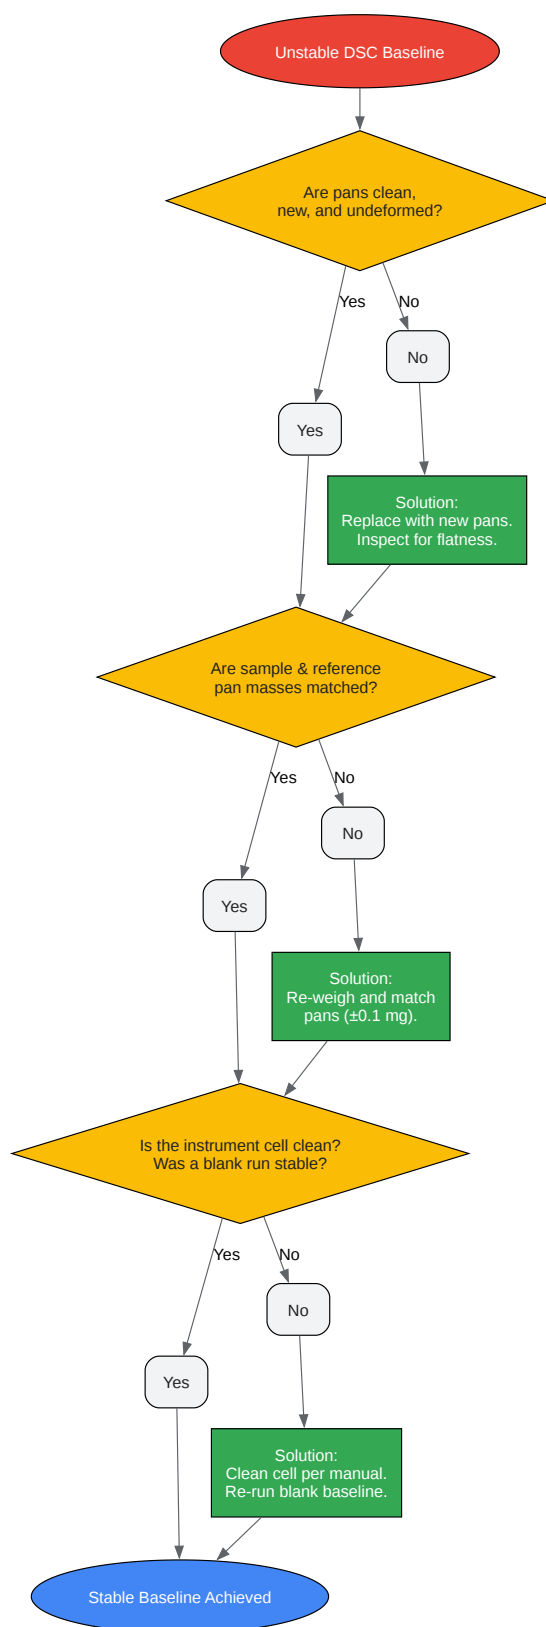 Unstable DSC Baseline
Are pans clean,
new, and undeformed?
Yes
No
No
Yes
Solution:
Replace with new pans.
Inspect for flatness.
Are sample & reference
pan masses matched?
Yes
No
No
Yes
Solution:
Re-weigh and match
pans (±0.1 mg).
Is the instrument cell clean?
Was a blank run stable?
Yes
No
No
Yes
Solution:
Clean cell per manual.
Re-run blank baseline.
Stable Baseline Achieved